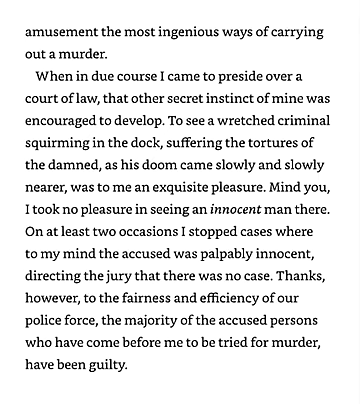 amusement the most ingenious ways of carrying
out a murder.
When in due course I came to preside over a
court of law, that other secret instinct of mine was
encouraged to develop. To see a wretched criminal
squirming in the dock, suffering the tortures of
the damned, as his doom came slowly and slowly
nearer, was to me an exquisite pleasure. Mind you,
I took no pleasure in seeing an innocent man there.
On at least two occasions I stopped cases where
to my mind the accused was palpably innocent,
directing the jury that there was no case. Thanks,
however, to the fairness and efficiency of our
police force, the majority of the accused persons
who have come before me to be tried for murder,
have been guilty.